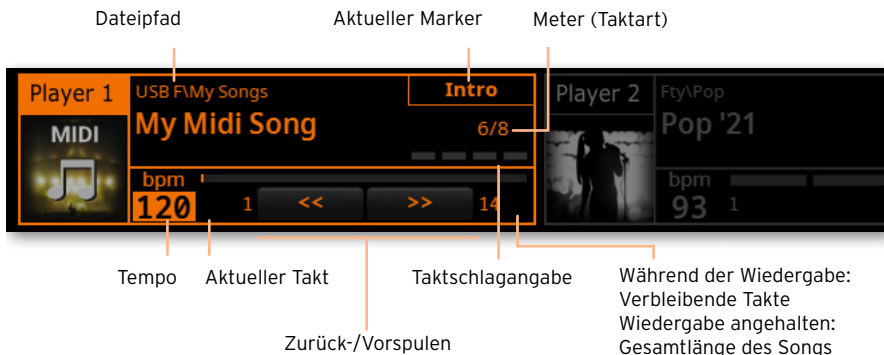 Dateipfad
Aktueller Marker
Meter (Taktart)
Player 1
USB F\My Songs
Intro
My Midi Song
6/8
MIDI
bpm
120
1
<<
>>
14
Player 2
Fty\Pop
Pop '21
bpm
93
1
Tempo
Aktueller Takt
Taktschlagangabe
Während der Wiedergabe:
Verbleibende Takte
Wiedergabe angehalten:
Gesamtlänge des Songs
Zurück-/Vorspulen